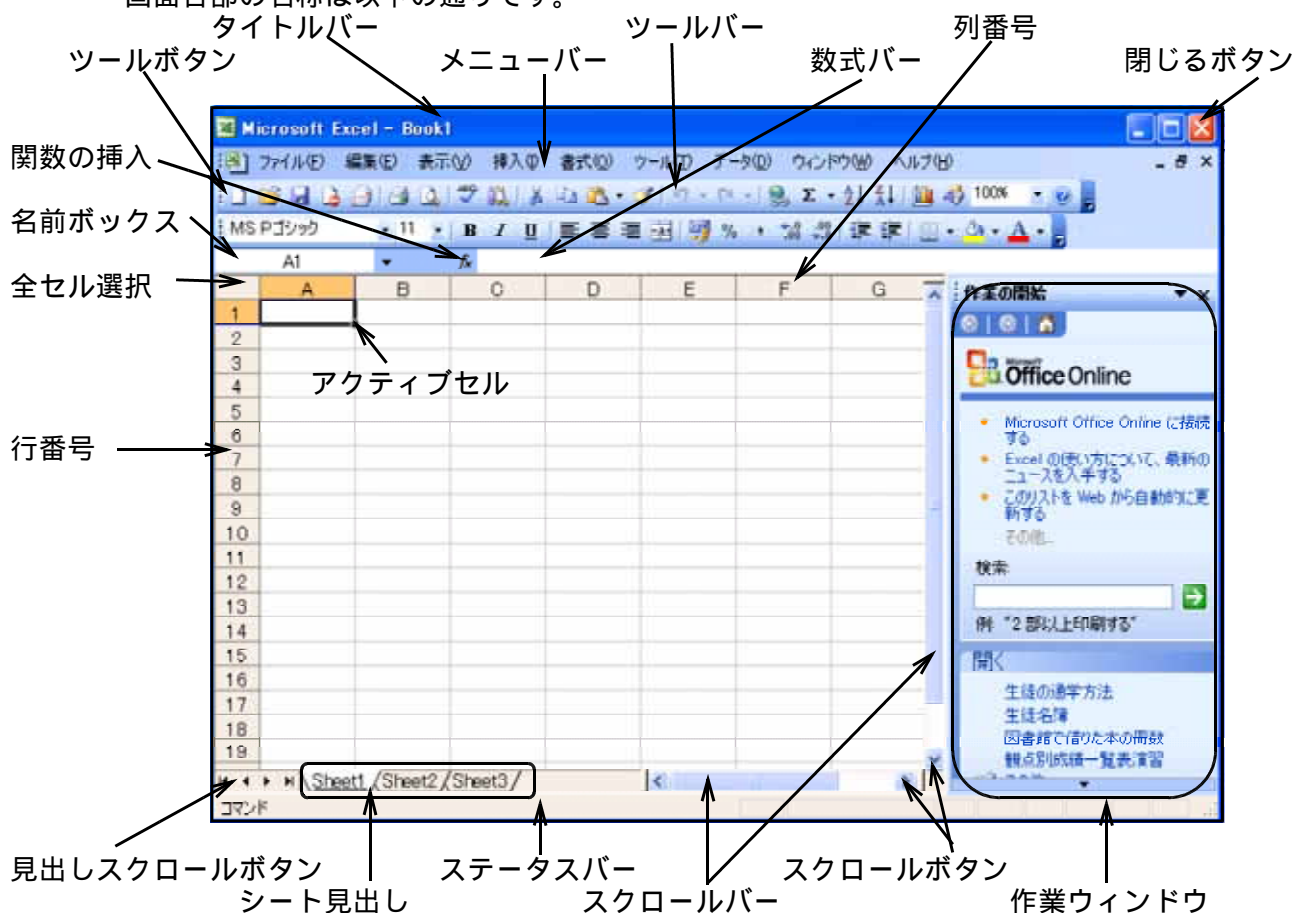 画面各部の名称は以下の通りです。
タイトルバー ツールバー 列番号
ツールボタン メニューバー 数式バー 閉じるボタン
Microsoft Excel - Book1
関数の挿入
ファイル(F) 編集(E) 表示(V) 挿入(I) 書式(O) ツール(T) データ(D) ウィンドウ(W) ヘルプ(H)
100%
名前ボックス
MS Pゴシック 11 B I U
A1 fx
全セル選択
A B C D E F G
作業の開始
1
2
3
4
5
6
7
8
9
10
11
12
13
14
15
16
17
18
19
アクティブセル
行番号
Microsoft
Office Online
Microsoft Office Online に接続
する
Excel の使い方について、最新の
ニュースを入手する
このリストを Web から自動的に更
新する
その他...
検索:
例: "2 部以上印刷する"
開く
生徒の通学方法
生徒名簿
図書館で借りた本の冊数
観点別成績一覧表演習
Sheet1 Sheet2 Sheet3
コマンド
見出しスクロールボタン ステータスバー スクロールボタン
シート見出し スクロールバー 作業ウィンドウ